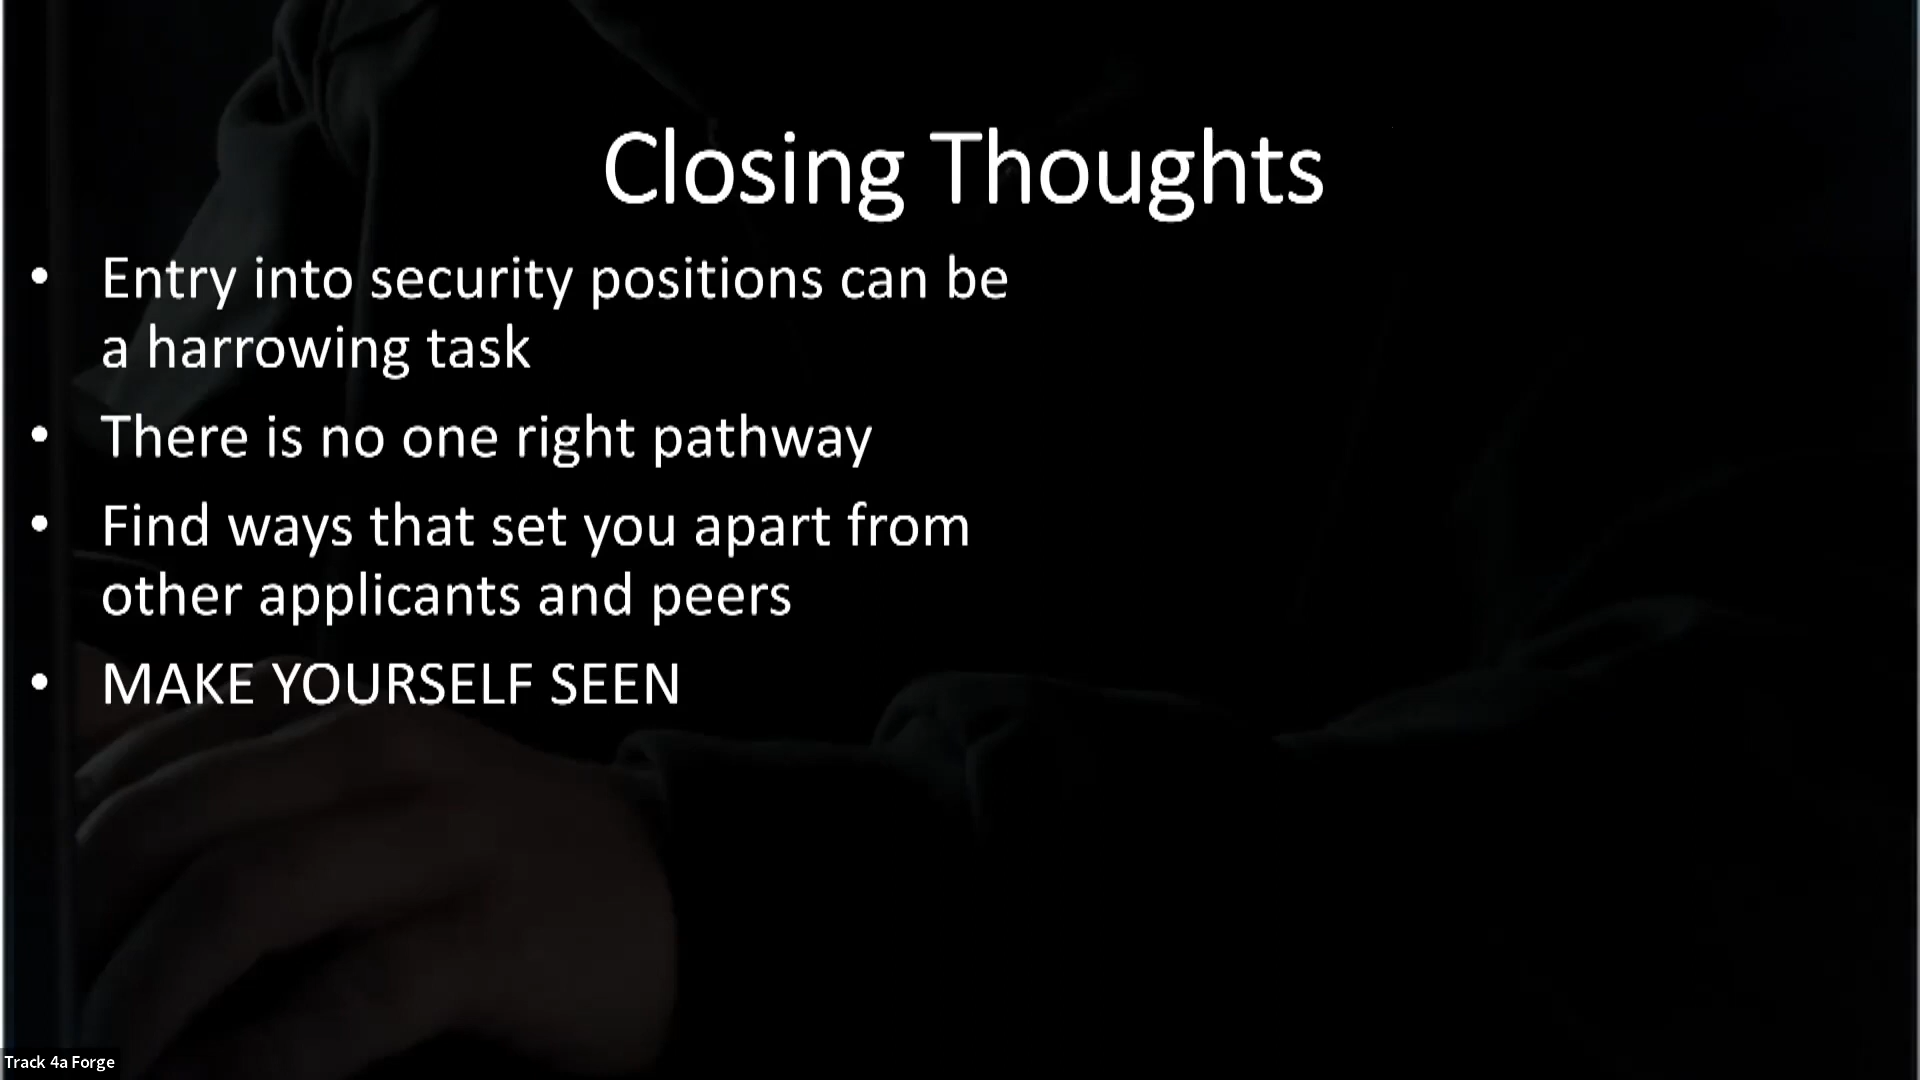 Closing Thoughts
• Entry into security positions can be
a harrowing task
• There is no one right pathway
• Find ways that set you apart from
other applicants and peers
• MAKE YOURSELF SEEN
Track 4a Forge